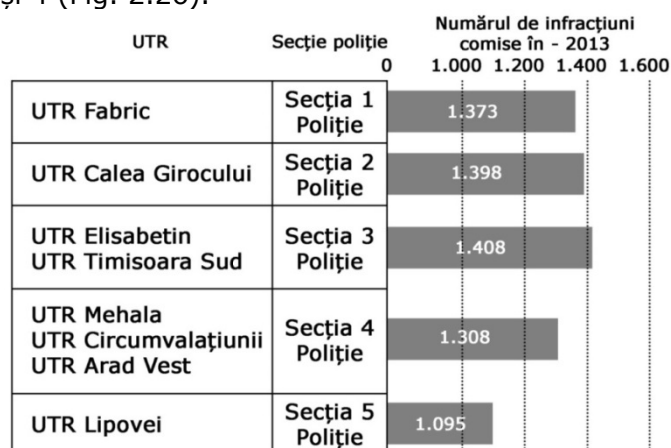 și 4 (Fig. 2.20).
UTR Secție poliție Numărul de infracțiuni
comise în - 2013
0 1.000 1.200 1.400 1.600
UTR Fabric Secția 1
Poliție 1.373
UTR Calea Girocului Secția 2
Poliție 1.398
UTR Elisabetin
UTR Timisoara Sud Secția 3
Poliție 1.408
UTR Mehala
UTR Circumvalațiunii
UTR Arad Vest Secția 4
Poliție 1.308
UTR Lipovei Secția 5
Poliție 1.095